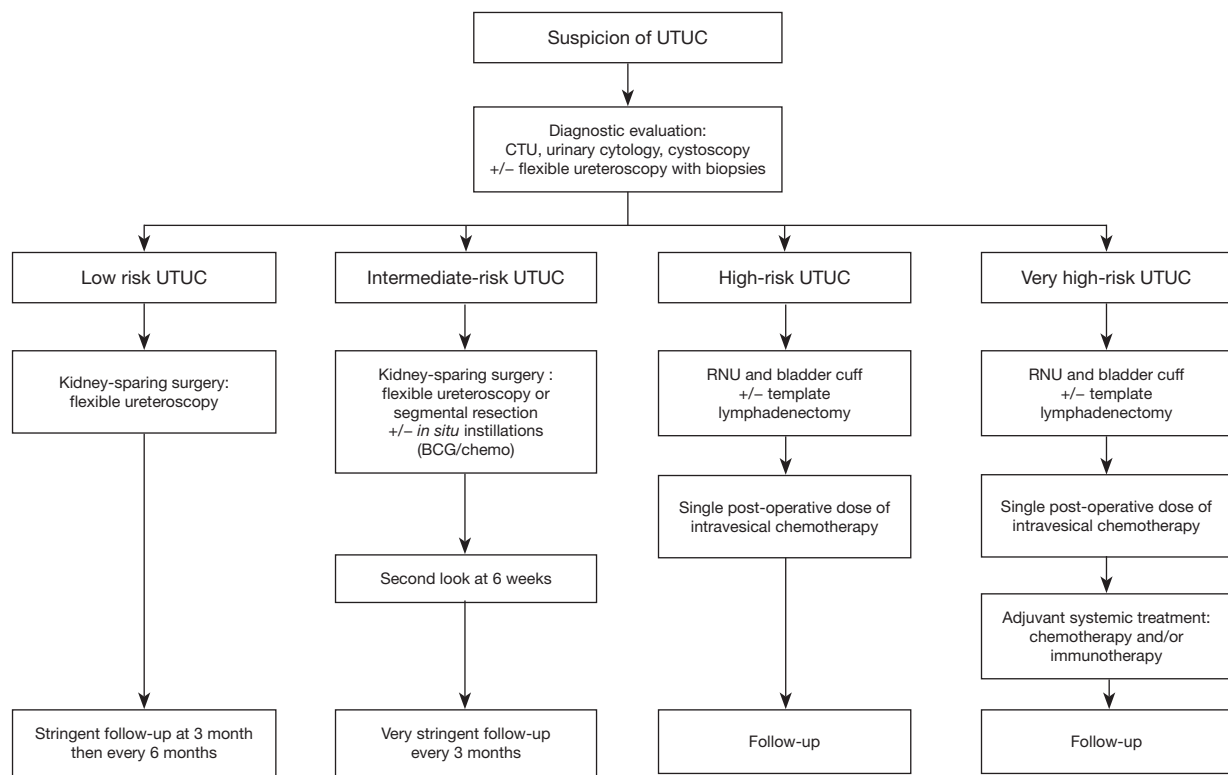 Suspicion of UTUC
Diagnostic evaluation:
CTU, urinary cytology, cystoscopy
+/− flexible ureteroscopy with biopsies
Low risk UTUC
Intermediate-risk UTUC
High-risk UTUC
Very high-risk UTUC
Kidney-sparing surgery:
flexible ureteroscopy
Kidney-sparing surgery :
flexible ureteroscopy or
segmental resection
+/− in situ instillations
(BCG/chemo)
RNU and bladder cuff
+/− template
lymphadenectomy
RNU and bladder cuff
+/− template
lymphadenectomy
Single post-operative dose of
intravesical chemotherapy
Single post-operative dose of
intravesical chemotherapy
Second look at 6 weeks
Adjuvant systemic treatment:
chemotherapy and/or
immunotherapy
Stringent follow-up at 3 month
then every 6 months
Very stringent follow-up
every 3 months
Follow-up
Follow-up